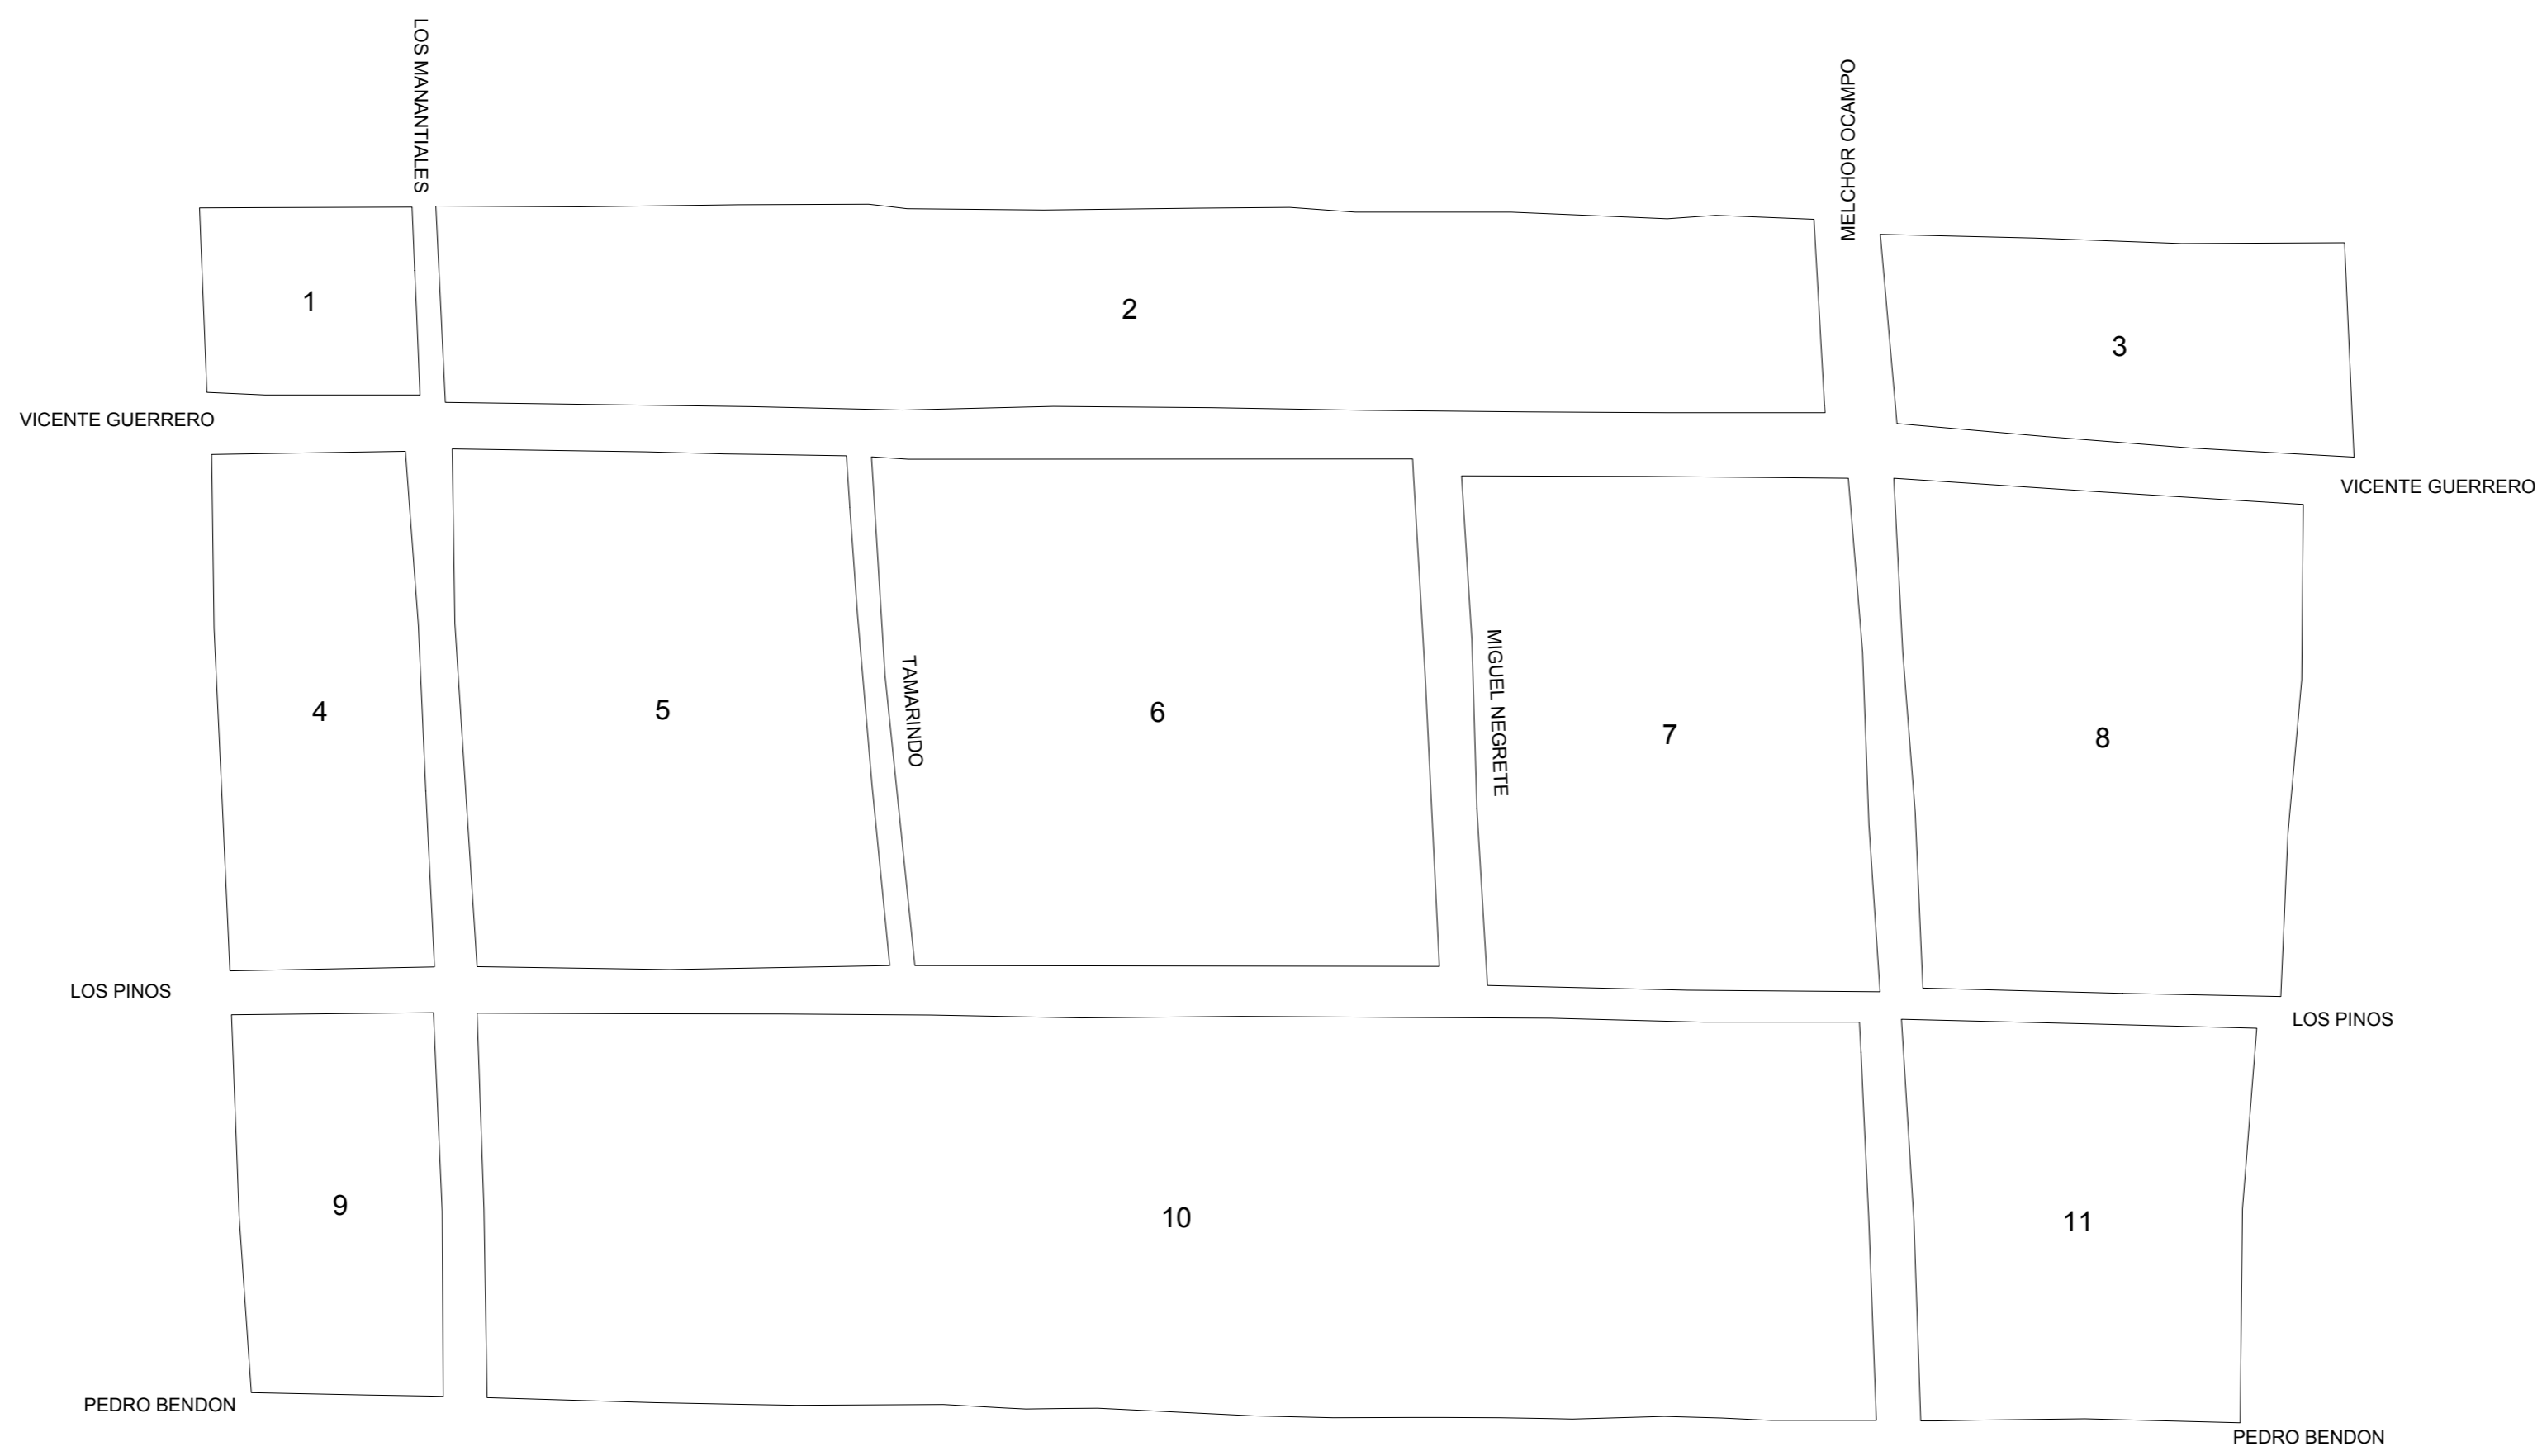 LOS MANANTIALES
MELCHOR OCAMPO
1
2
3
VICENTE GUERRERO
VICENTE GUERRERO
4
5
TAMARINDO
6
MIGUEL NEGRETE
7
8
LOS PINOS
LOS PINOS
9
10
11
PEDRO BENDON
PEDRO BENDON